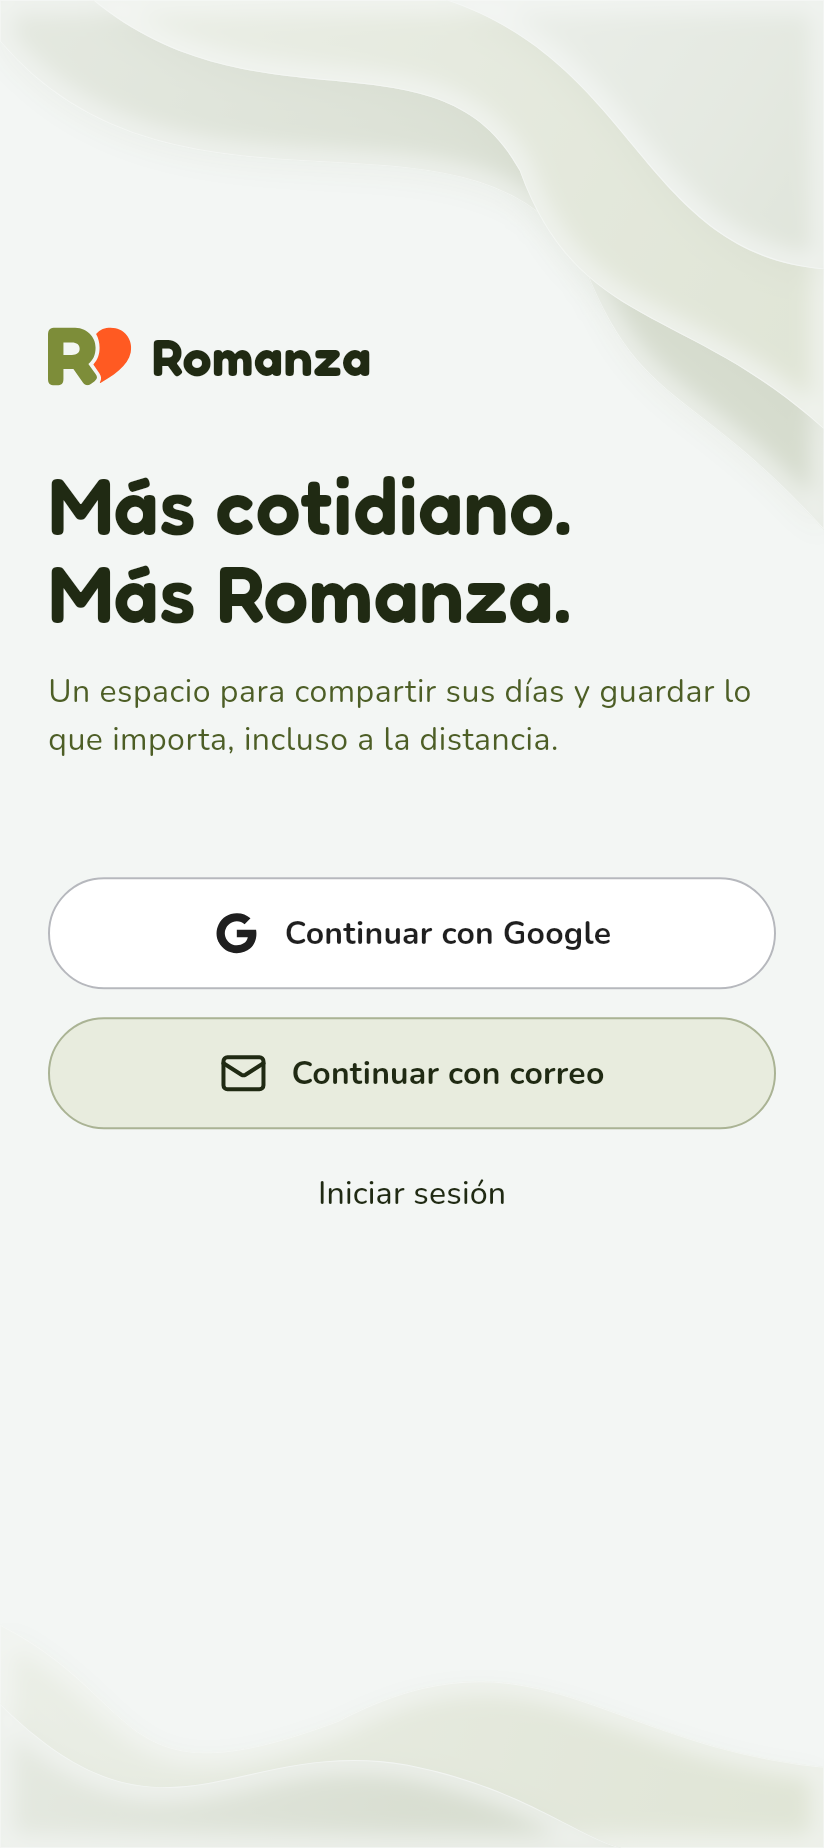 Romanza
Más cotidiano.
Más Romanza.
Un espacio para compartir sus días y guardar lo
que importa, incluso a la distancia.
Continuar con Google
Continuar con correo
Iniciar sesión